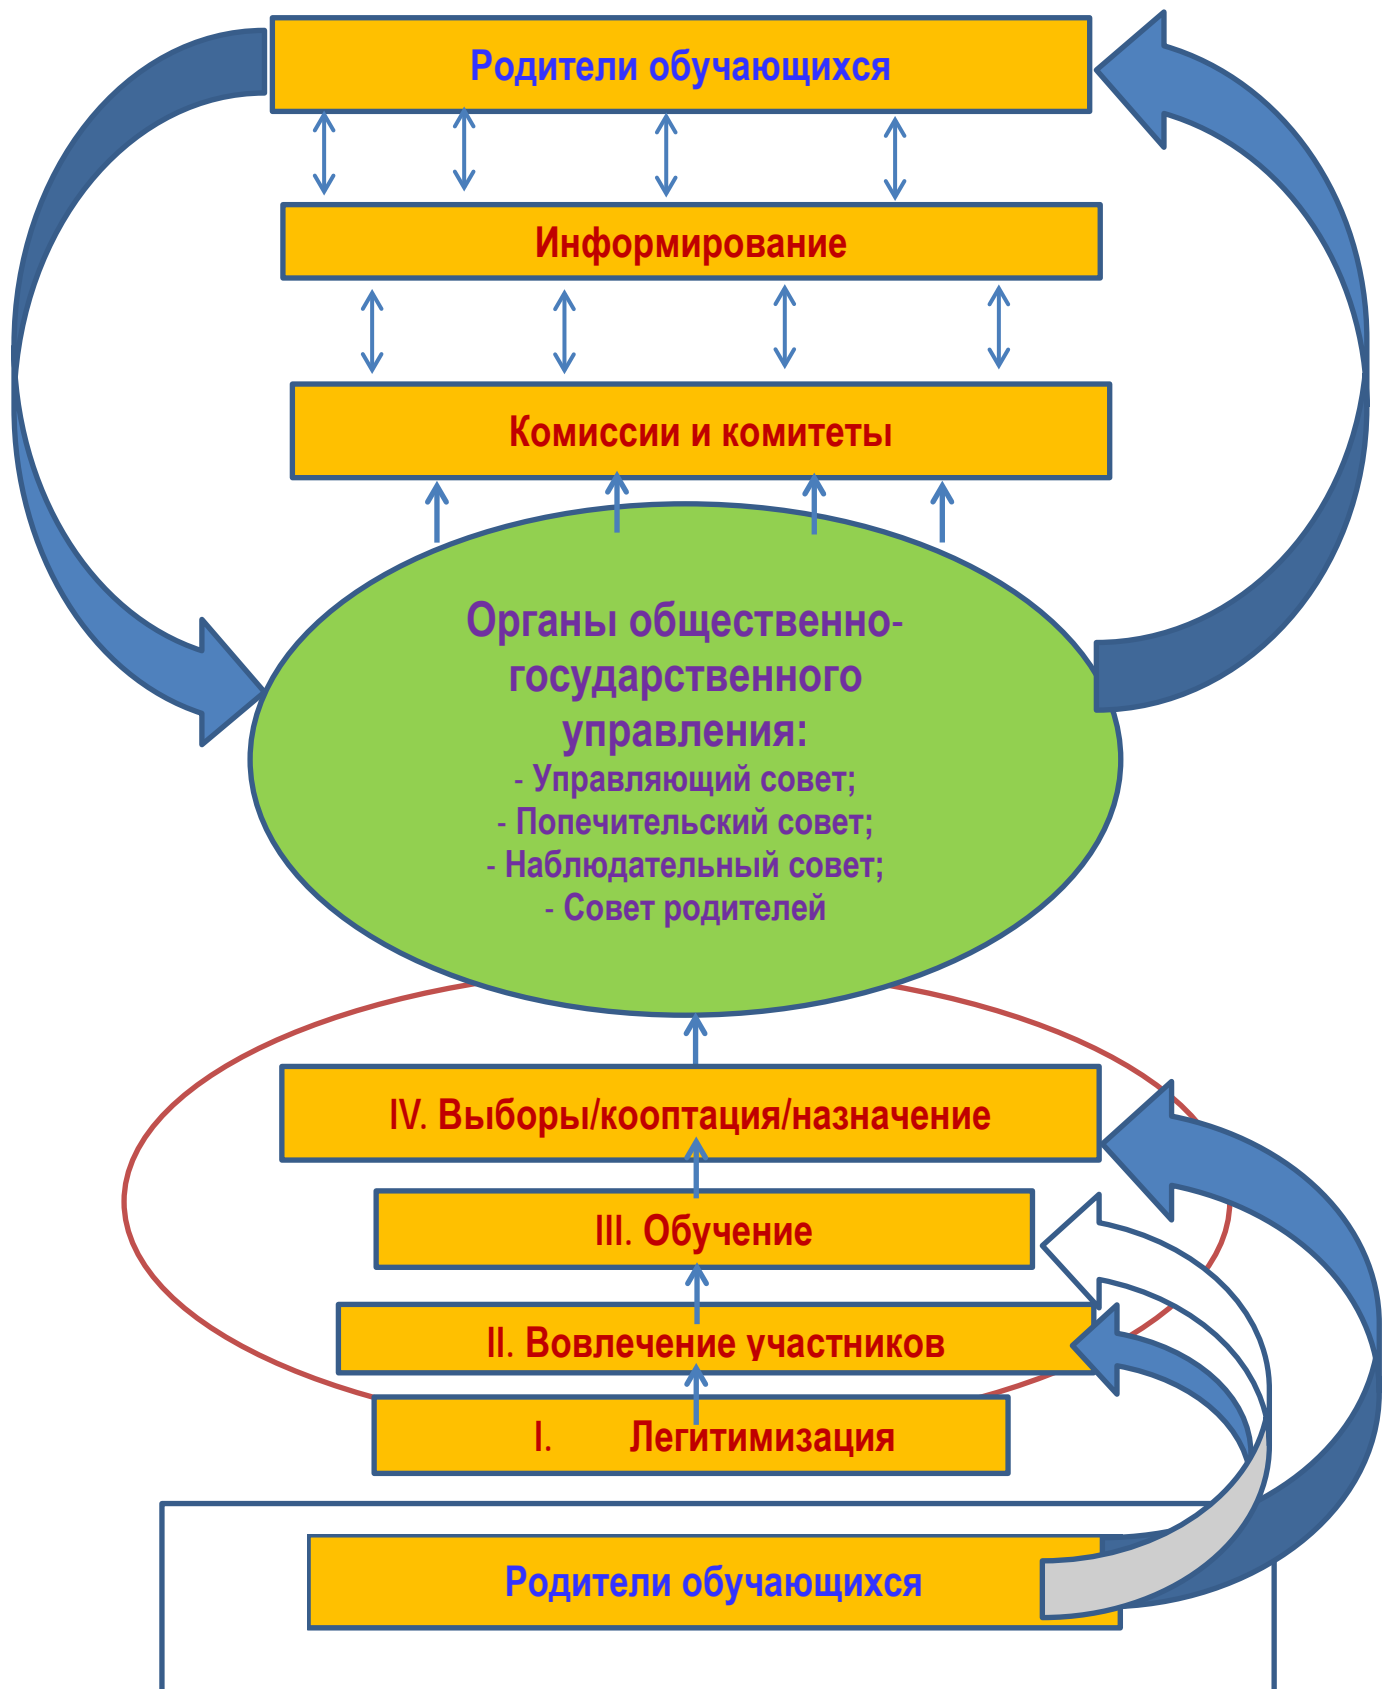 Родители обучающихся
Информирование
Комиссии и комитеты
Органы общественно-
государственного
управления:
- Управляющий совет;
- Попечительский совет;
- Наблюдательный совет;
- Совет родителей
IV. Выборы/кооптация/назначение
III. Обучение
II. Вовлечение участников
I. Легитимизация
Родители обучающихся